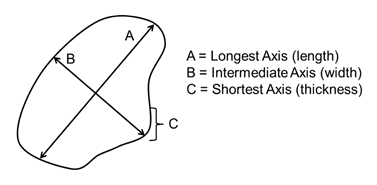 A
B
C
A = Longest Axis (length)
B = Intermediate Axis (width)
C = Shortest Axis (thickness)